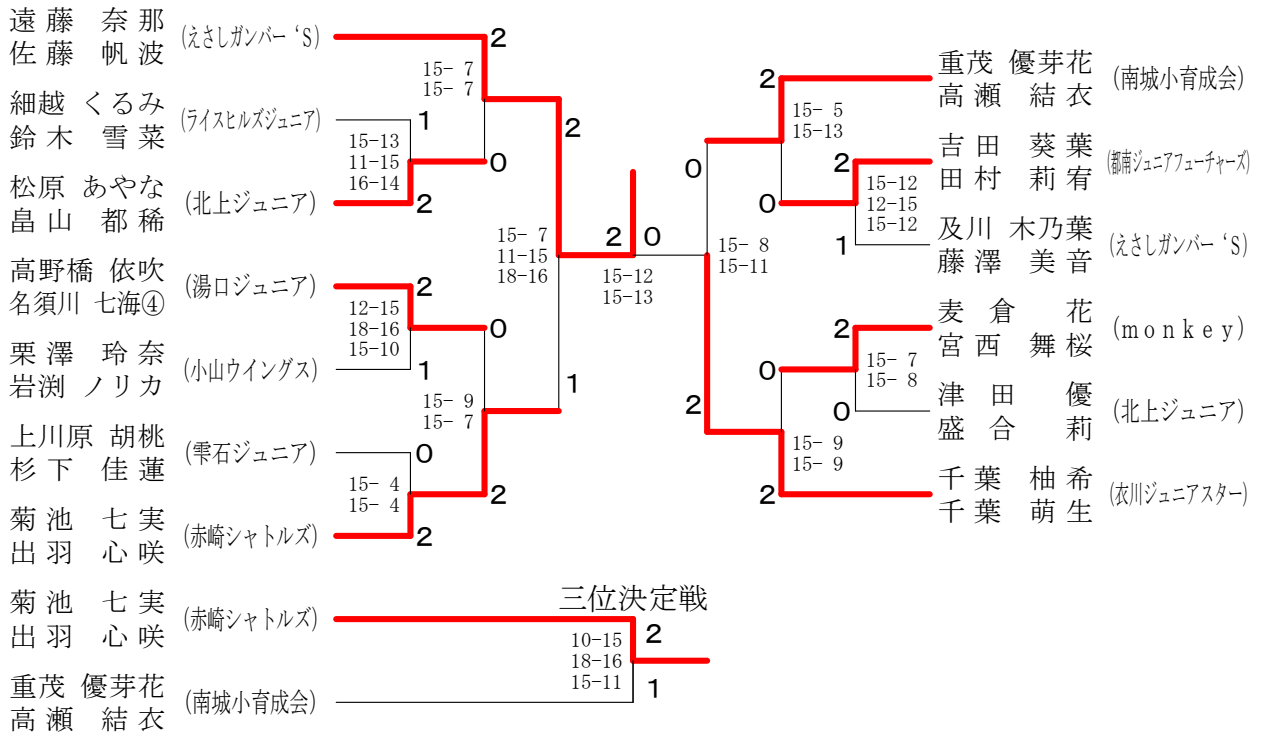 遠藤 奈那
佐藤 帆波
(えさしガンバー‘S)
2
15- 7
15- 7
細越 くるみ
鈴木 雪菜
(ライスヒルズジュニア)
1
15-13
11-15
16-14
0
松原 あやな
畠山 都稀
(北上ジュニア)
2
2
15- 7
11-15
18-16
高野橋 依吹
名須川 七海④
(湯口ジュニア)
2
12-15
18-16
15-10
0
栗澤 玲奈
岩渕 ノリカ
(小山ウイングス)
1
15- 9
15- 7
1
上川原 胡桃
杉下 佳蓮
(雫石ジュニア)
0
15- 4
15- 4
2
菊池 七実
出羽 心咲
(赤崎シャトルズ)
2
2 0
15-12
15-13
重茂 優芽花
高瀬 結衣
(南城小育成会)
2
15- 5
15-13
0
吉田 葵葉
田村 莉宥
(都南ジュニアフューチャーズ)
2
15-12
12-15
15-12
0
及川 木乃葉
藤澤 美音
(えさしガンバー‘S)
1
15- 8
15-11
麦倉 花
宮西 舞桜
(monkey)
2
15- 7
15- 8
0
津田 優
盛合 莉
(北上ジュニア)
0
2
15- 9
15- 9
千葉 柚希
千葉 萌生
(衣川ジュニアスター)
2
三位決定戦
菊池 七実
出羽 心咲
(赤崎シャトルズ)
2
10-15
18-16
15-11
重茂 優芽花
高瀬 結衣
(南城小育成会)
1